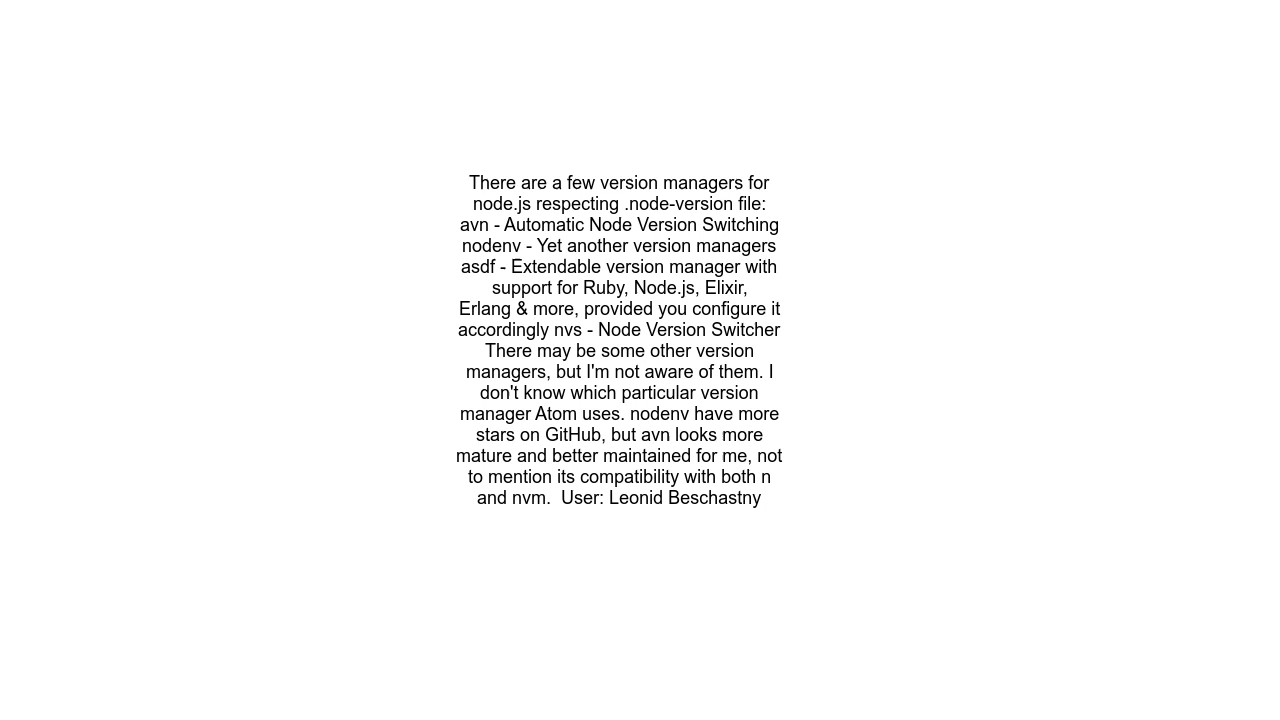 There are a few version managers for
node.js respecting .node-version file:
avn - Automatic Node Version Switching
nodenv - Yet another version managers
asdf - Extendable version manager with
support for Ruby, Node.js, Elixir,
Erlang & more, provided you configure it
accordingly nvs - Node Version Switcher
There may be some other version
managers, but I'm not aware of them. I
don't know which particular version
manager Atom uses. nodenv have more
stars on GitHub, but avn looks more
mature and better maintained for me, not
to mention its compatibility with both n
and nvm.  User: Leonid Beschastny